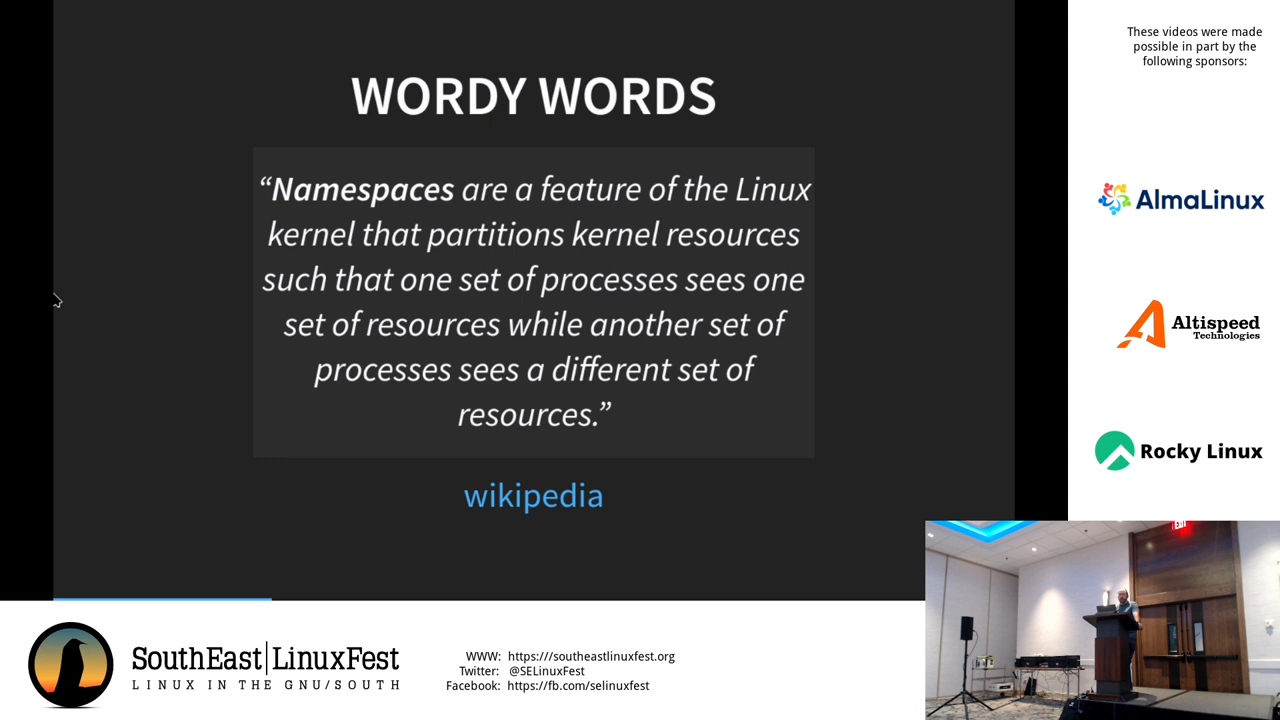 WORDY WORDS
“Namespaces are a feature of the Linux
kernel that partitions kernel resources
such that one set of processes sees one
set of resources while another set of
processes sees a different set of
resources.”
wikipedia
These videos were made
possible in part by the
following sponsors:
AlmaLinux
Altispeed
Technologies
Rocky Linux
EXIT
SouthEast|LinuxFest
LINUX IN THE GNU/SOUTH
WWW: https:///southeastlinuxfest.org
Twitter: @SELinuxFest
Facebook: https://fb.com/selinuxfest